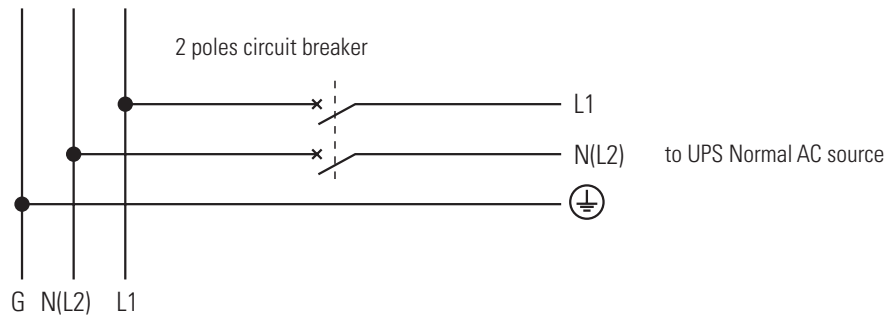 2 poles circuit breaker
L1
N(L2) to UPS Normal AC source
G N(L2) L1